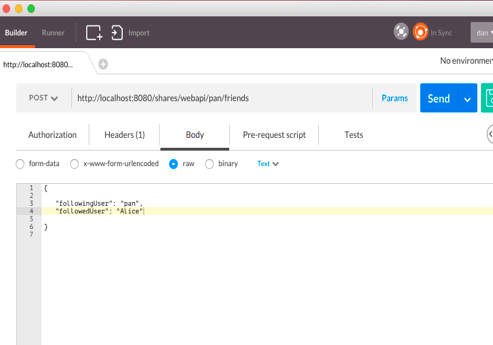 Builder Runner Import In Sync dan
http://localhost:8080... No environmen
POST http://localhost:8080/shares/webapi/pan/friends Params Send
Authorization Headers (1) Body Pre-request script Tests
form-data x-www-form-urlencoded raw binary Text
1 {
2
3 "followingUser": "pan",
4 "followedUser": "Alice"
5
6 }
7